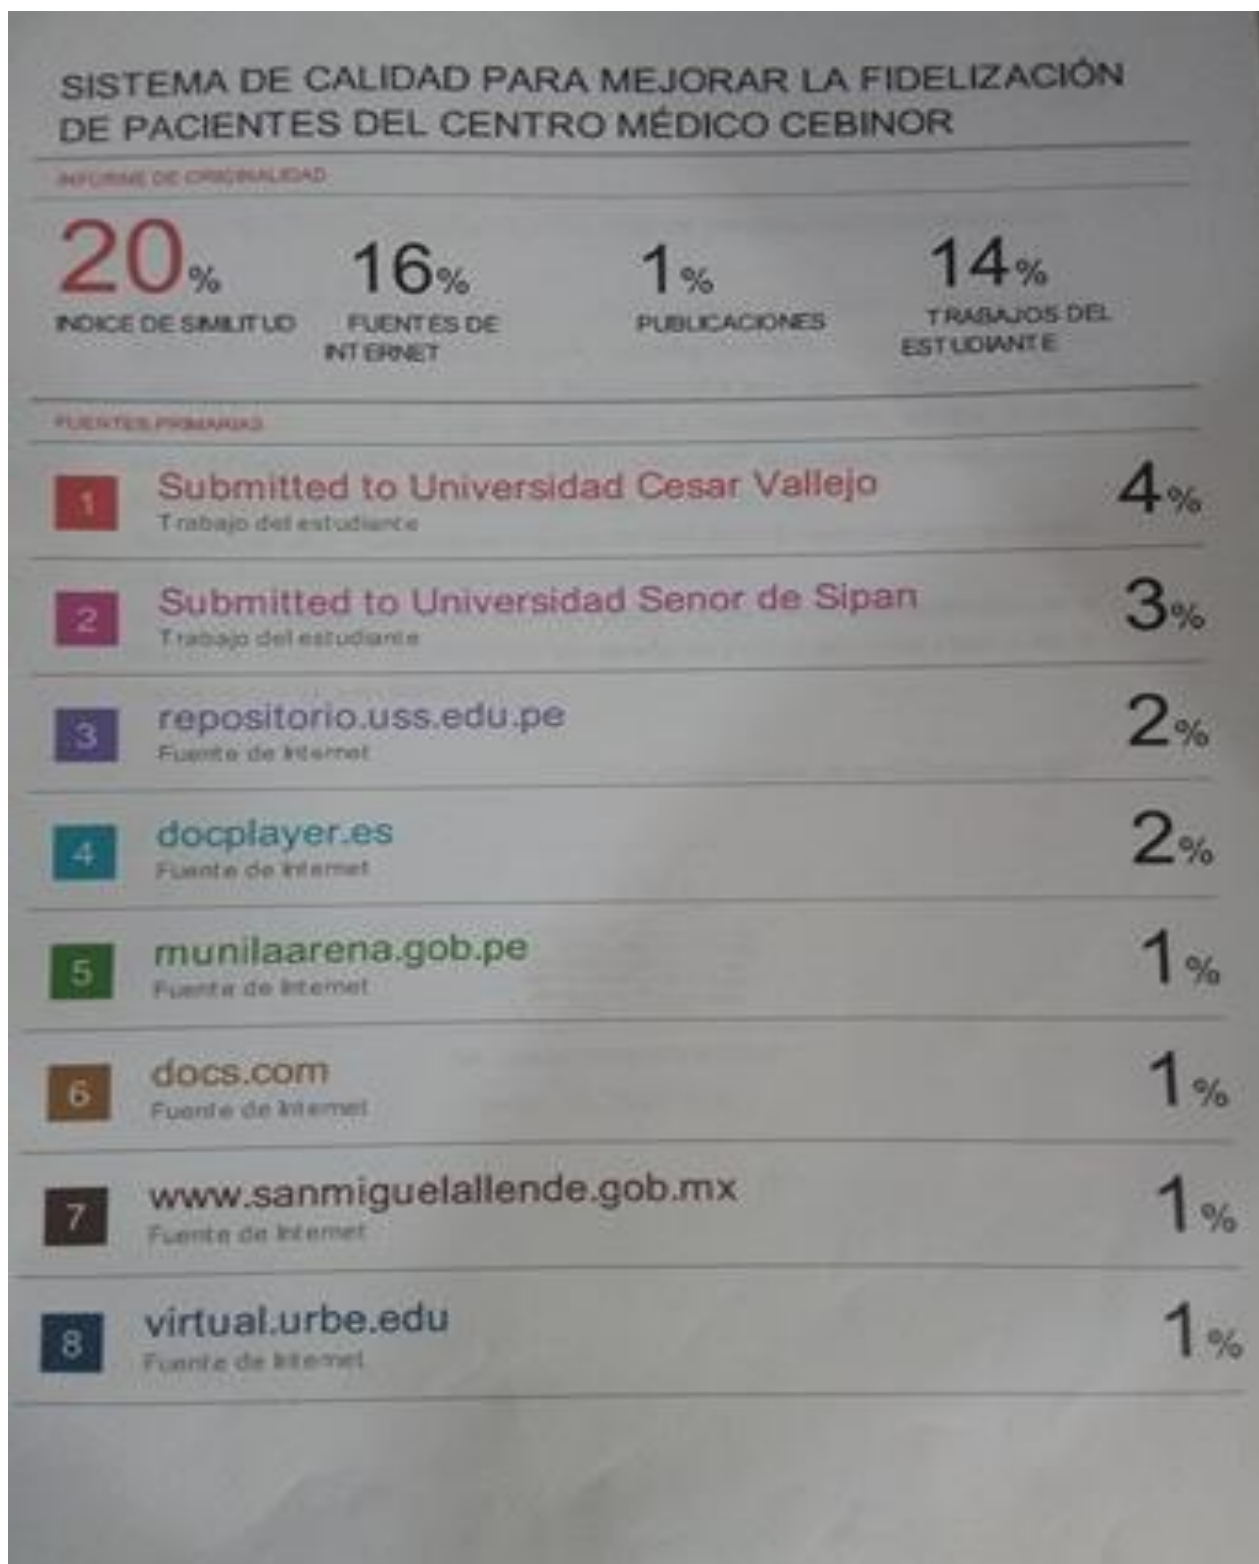 SISTEMA DE CALIDAD PARA MEJORAR LA FIDELIZACIÓN
DE PACIENTES DEL CENTRO MÉDICO CEBINOR
INFORME DE ORIGINALIDAD
20%
INDICE DE SIMILITUD
16%
FUENTES DE
INTERNET
1%
PUBLICACIONES
14%
TRABAJOS DEL
ESTUDIANTE
FUENTES PRIMARIAS
1 Submitted to Universidad Cesar Vallejo 4%
Trabajo del estudiante
2 Submitted to Universidad Senor de Sipan 3%
Trabajo del estudiante
3 repositorio.uss.edu.pe 2%
Fuente de Internet
4 docplayer.es 2%
Fuente de Internet
5 munilaarena.gob.pe 1%
Fuente de Internet
6 docs.com 1%
Fuente de Internet
7 www.sanmiguelallende.gob.mx 1%
Fuente de Internet
8 virtual.urbe.edu 1%
Fuente de Internet